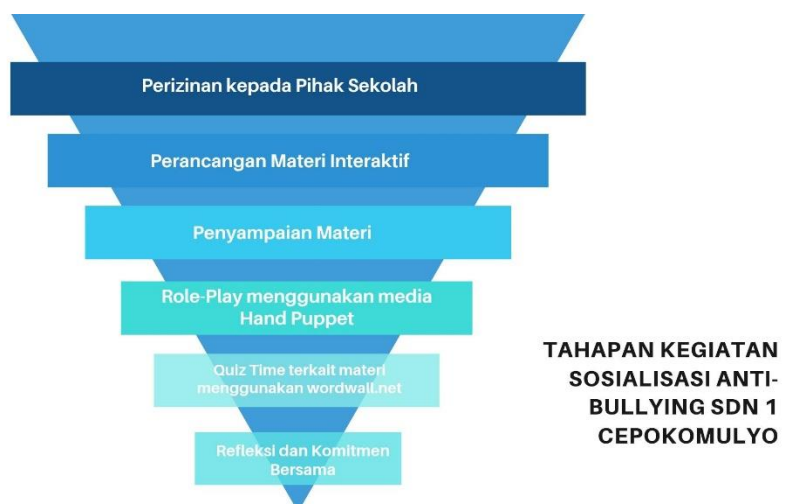 Perizinan kepada Pihak Sekolah
Perancangan Materi Interaktif
Penyampaian Materi
Role-Play menggunakan media
Hand Puppet
Quiz Time terkait materi
menggunakan wordwall.net
Refleksi dan Komitmen
Bersama
TAHAPAN KEGIATAN
SOSIALISASI ANTI-
BULLYING SDN 1
CEPOKOMULYO